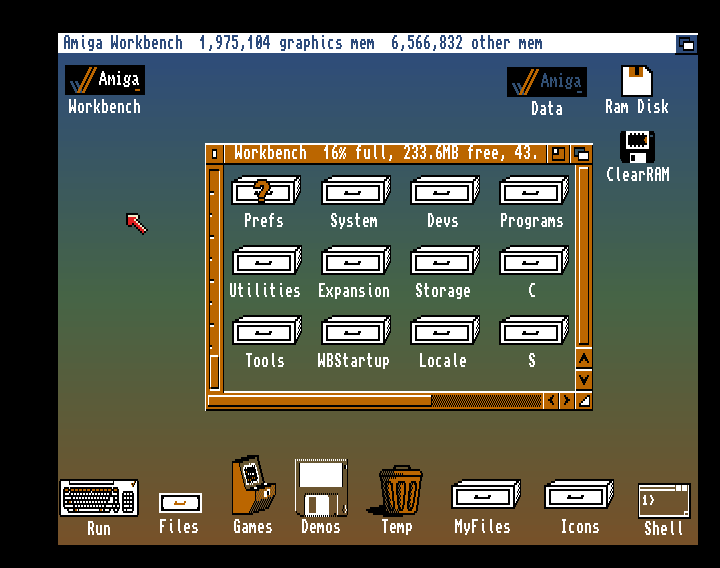 Amiga Workbench  1,975,104 graphics mem  6,566,832 other mem
Amiga
Workbench
Amiga
Data
Ram Disk
ClearRAM
Workbench  16% full, 233.6MB free, 43.
Prefs System Devs Programs
Utilities Expansion Storage C
Tools WBStartup Locale S
1>
Run Files Games Demos Temp MyFiles Icons Shell